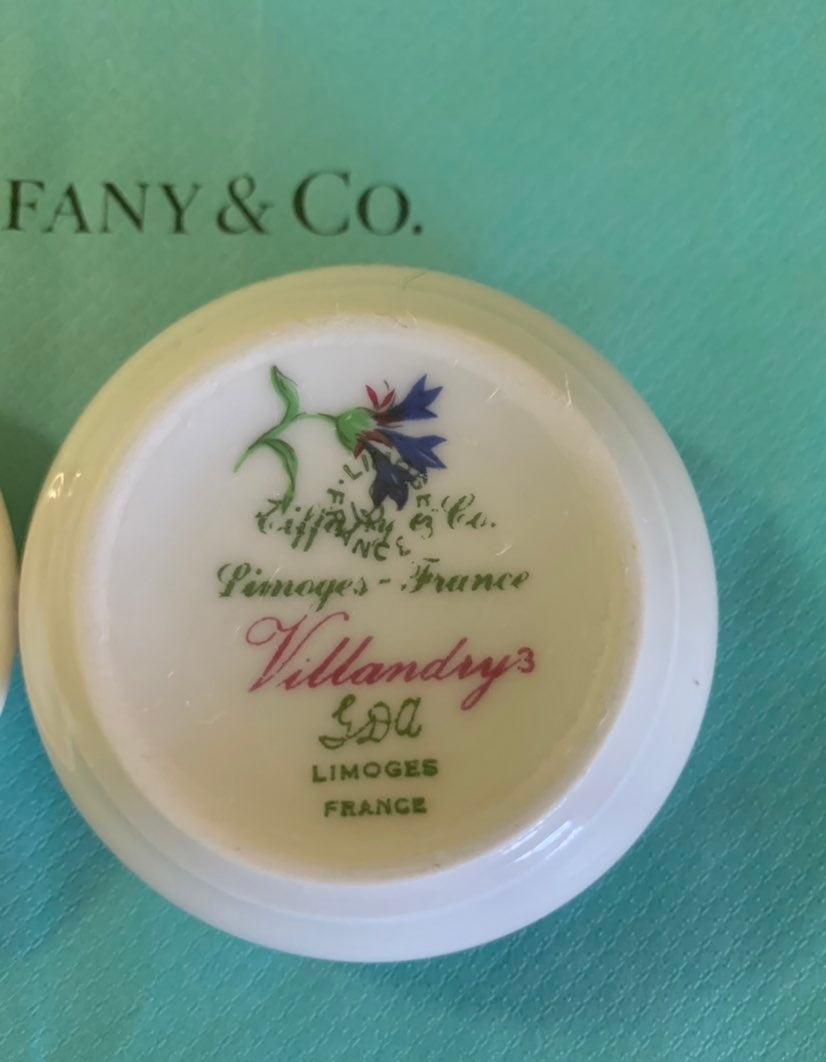 FANY & CO.
Tiffany & Co.
Limoges - France
Villandry 3
GDA
LIMOGES
FRANCE